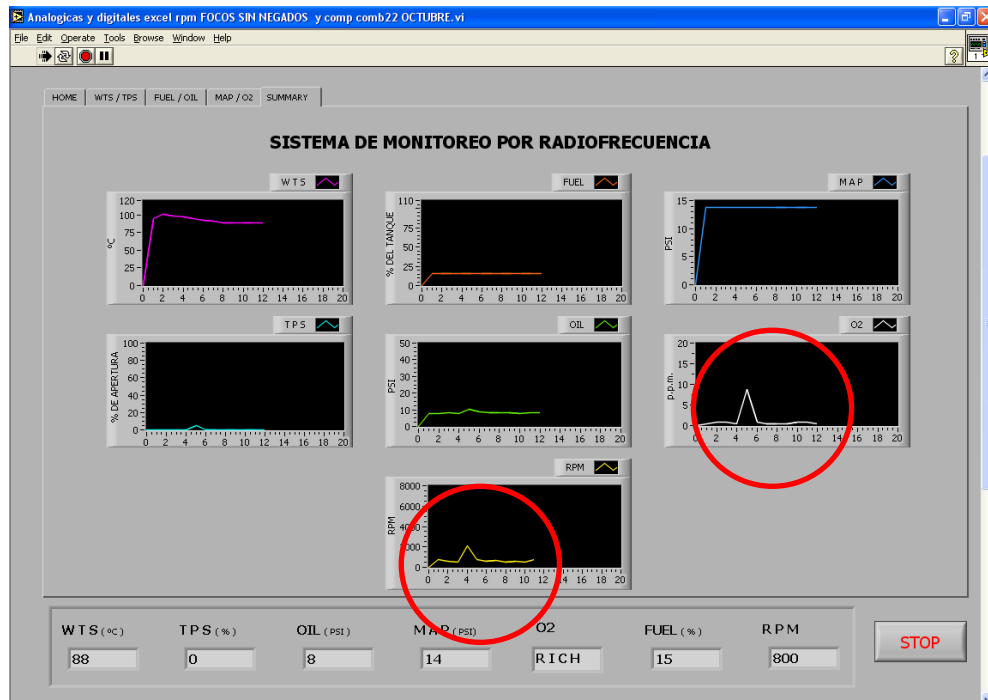 Analogicas y digitales excel rpm FOCOS SIN NEGADOS y comp comb22 OCTUBRE.vi
File Edit Operate Tools Browse Window Help
?
1
HOME WTS / TPS FUEL / OIL MAP / O2 SUMMARY
SISTEMA DE MONITOREO POR RADIOFRECUENCIA
WTS
ºC
120
100
75
50
25
0
0 2 4 6 8 10 12 14 16 18 20
FUEL
% DEL TANQUE
110
75
50
25
0
0 2 4 6 8 10 12 14 16 18 20
MAP
PSI
15
10
5
0
0 2 4 6 8 10 12 14 16 18 20
TPS
% DE APERTURA
100
80
60
40
20
0
0 2 4 6 8 10 12 14 16 18 20
OIL
PSI
50
40
30
20
10
0
0 2 4 6 8 10 12 14 16 18 20
O2
p.p.m.
20
15
10
5
0
2 4 6 8 10 12 14 16 18 20
RPM
RPM
8000
6000
4000
0
0 2 4 6 8 10 12 14 16 18 20
WTS (ºC) TPS (%) OIL (PSI) MAP (PSI) O2 FUEL (%) RPM
88 0 8 14 RICH 15 800
STOP